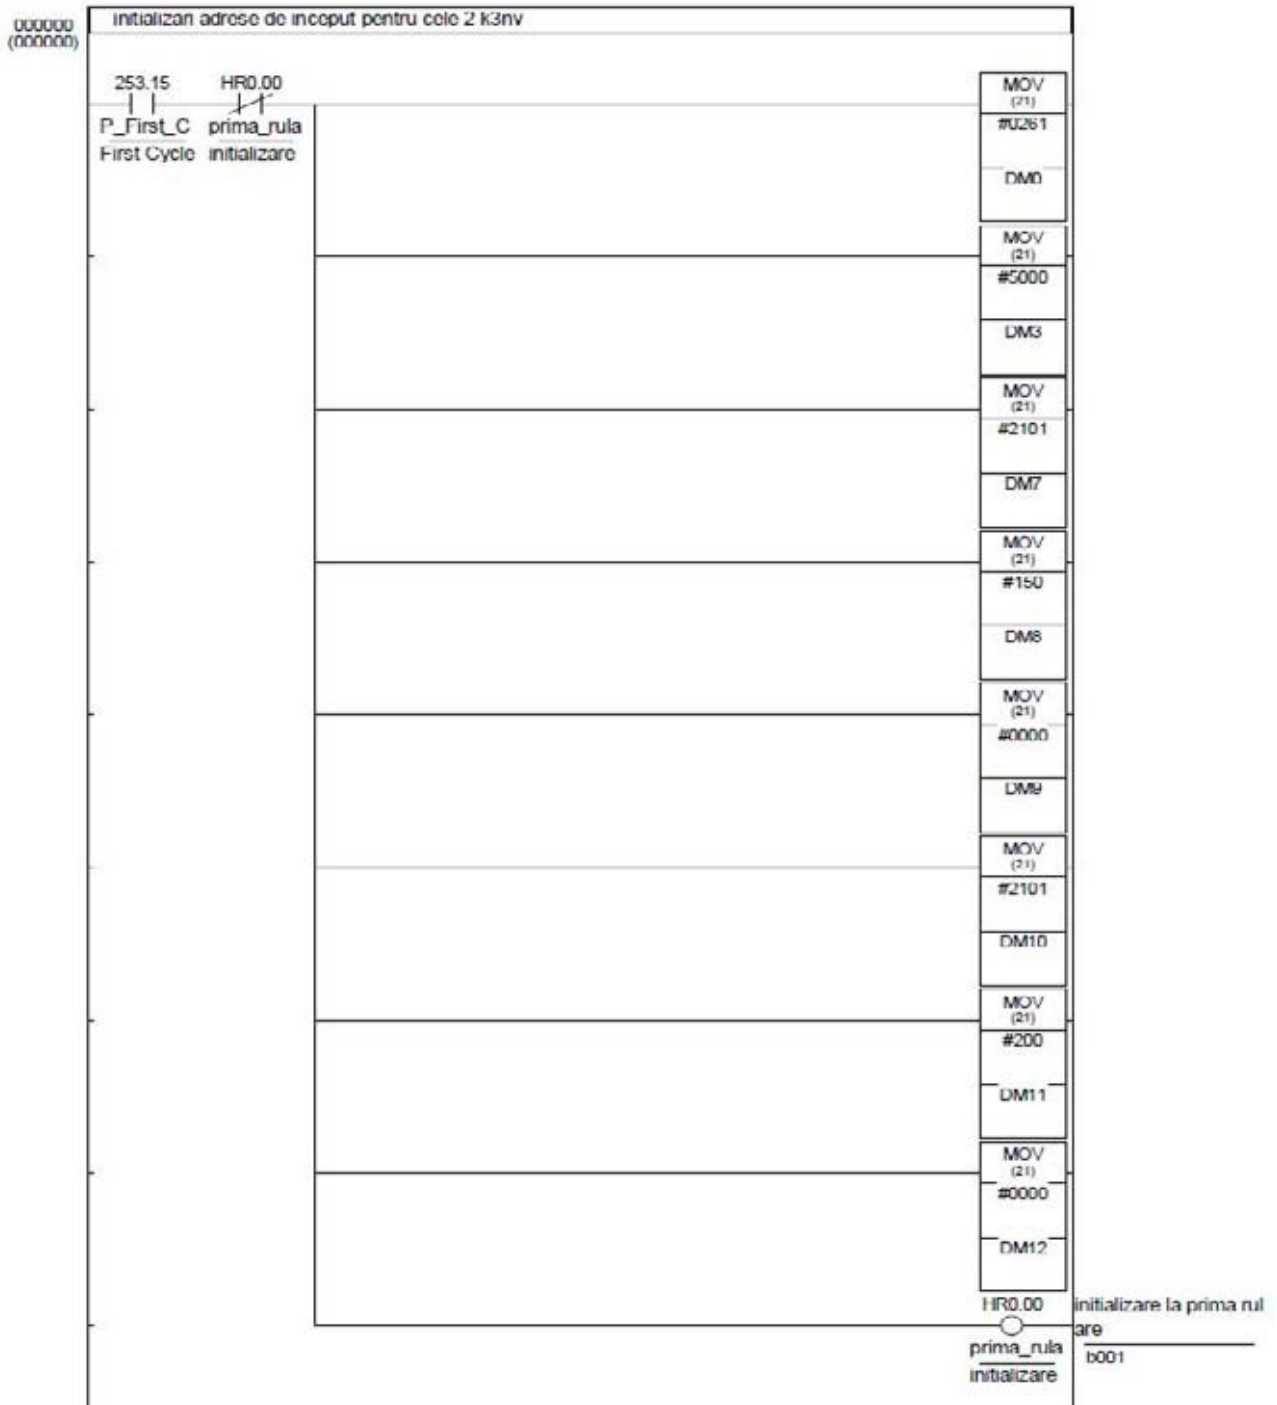 000000
(000000)
initializari adrese de inceput pentru cele 2 k3nv
253.15
P_First_C
First Cycle
HR0.00
prima_rula
initializare
MOV
(21)
#0261
DM0
MOV
(21)
#5000
DM3
MOV
(21)
#2101
DM7
MOV
(21)
#150
DM8
MOV
(21)
#0000
DM9
MOV
(21)
#2101
DM10
MOV
(21)
#200
DM11
MOV
(21)
#0000
DM12
HR0.00
prima_rula
initializare
initializare la prima rul
are
b001